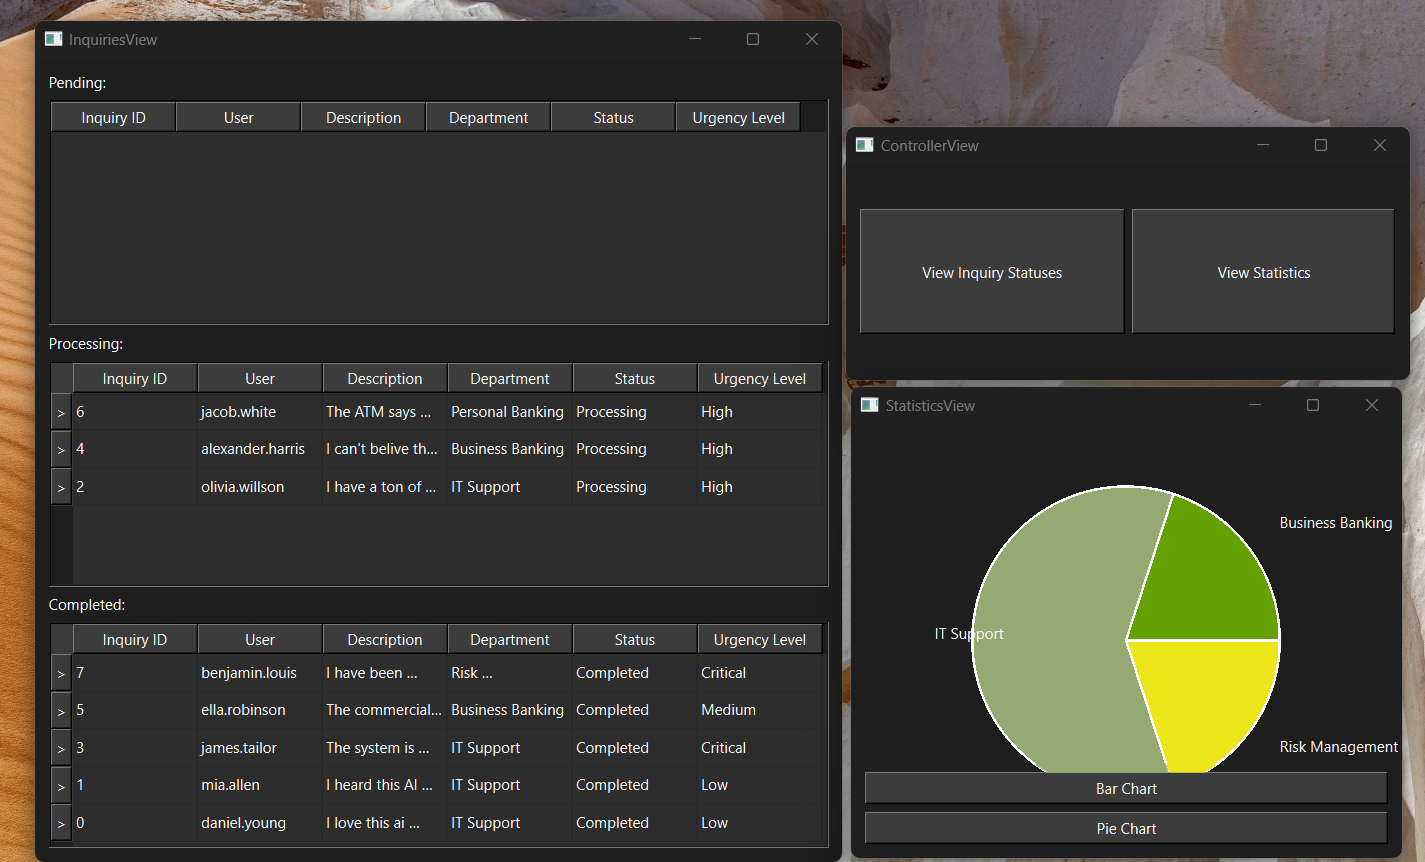 InquiriesView
Pending:
Inquiry ID User Description Department Status Urgency Level
Processing:
Inquiry ID User Description Department Status Urgency Level
> 6 jacob.white The ATM says ... Personal Banking Processing High
> 4 alexander.harris I can't belive th... Business Banking Processing High
> 2 olivia.willson I have a ton of ... IT Support Processing High
Completed:
Inquiry ID User Description Department Status Urgency Level
> 7 benjamin.louis I have been ... Risk ... Completed Critical
> 5 ella.robinson The commercial... Business Banking Completed Medium
> 3 james.tailor The system is ... IT Support Completed Critical
> 1 mia.allen I heard this AI ... IT Support Completed Low
> 0 daniel.young I love this ai ... IT Support Completed Low
ControllerView
View Inquiry Statuses View Statistics
StatisticsView
Business Banking
IT Support
Risk Management
Bar Chart
Pie Chart